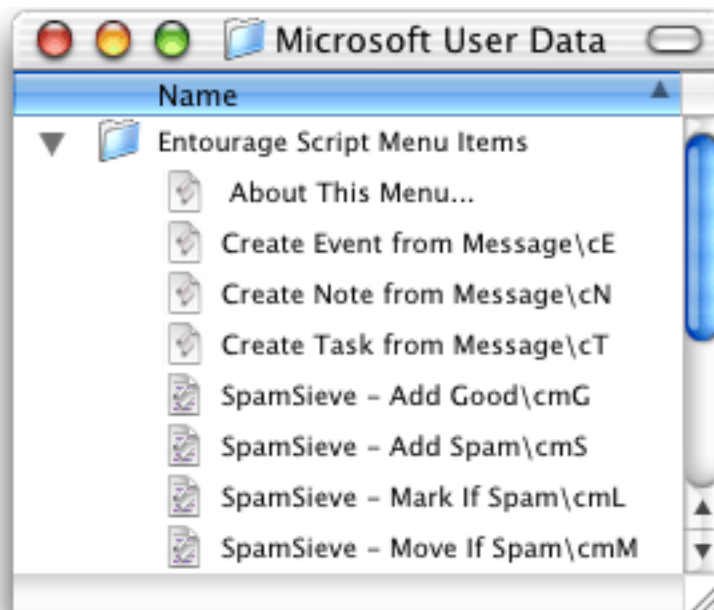 Microsoft User Data
Name
Entourage Script Menu Items
About This Menu...
Create Event from Message\cE
Create Note from Message\cN
Create Task from Message\cT
SpamSieve – Add Good\cmG
SpamSieve – Add Spam\cmS
SpamSieve – Mark If Spam\cmL
SpamSieve – Move If Spam\cmM